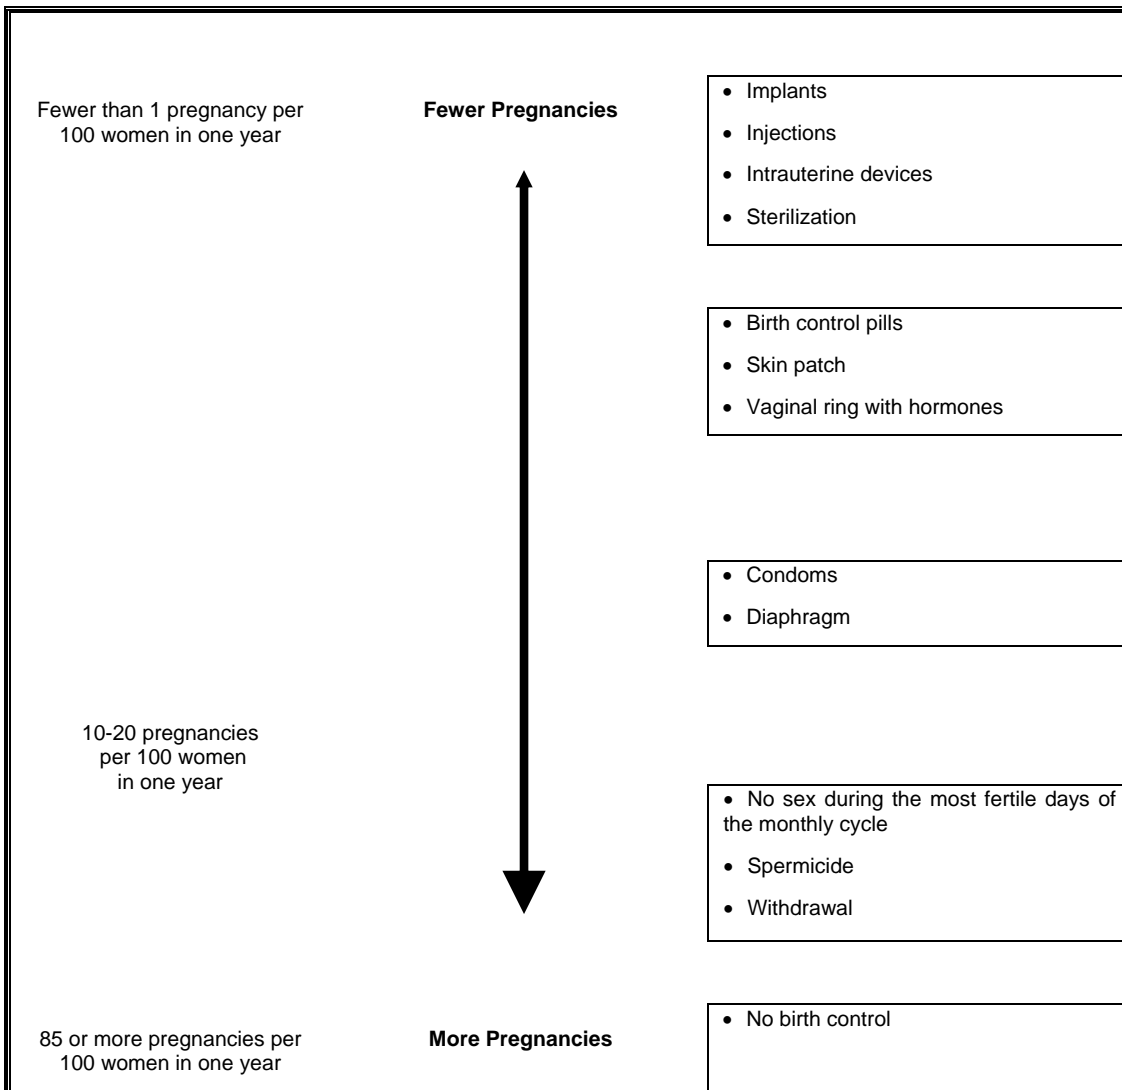 Fewer than 1 pregnancy per
100 women in one year
Fewer Pregnancies
• Implants
• Injections
• Intrauterine devices
• Sterilization
• Birth control pills
• Skin patch
• Vaginal ring with hormones
• Condoms
• Diaphragm
10-20 pregnancies
per 100 women
in one year
• No sex during the most fertile days of
the monthly cycle
• Spermicide
• Withdrawal
85 or more pregnancies per
100 women in one year
More Pregnancies
• No birth control